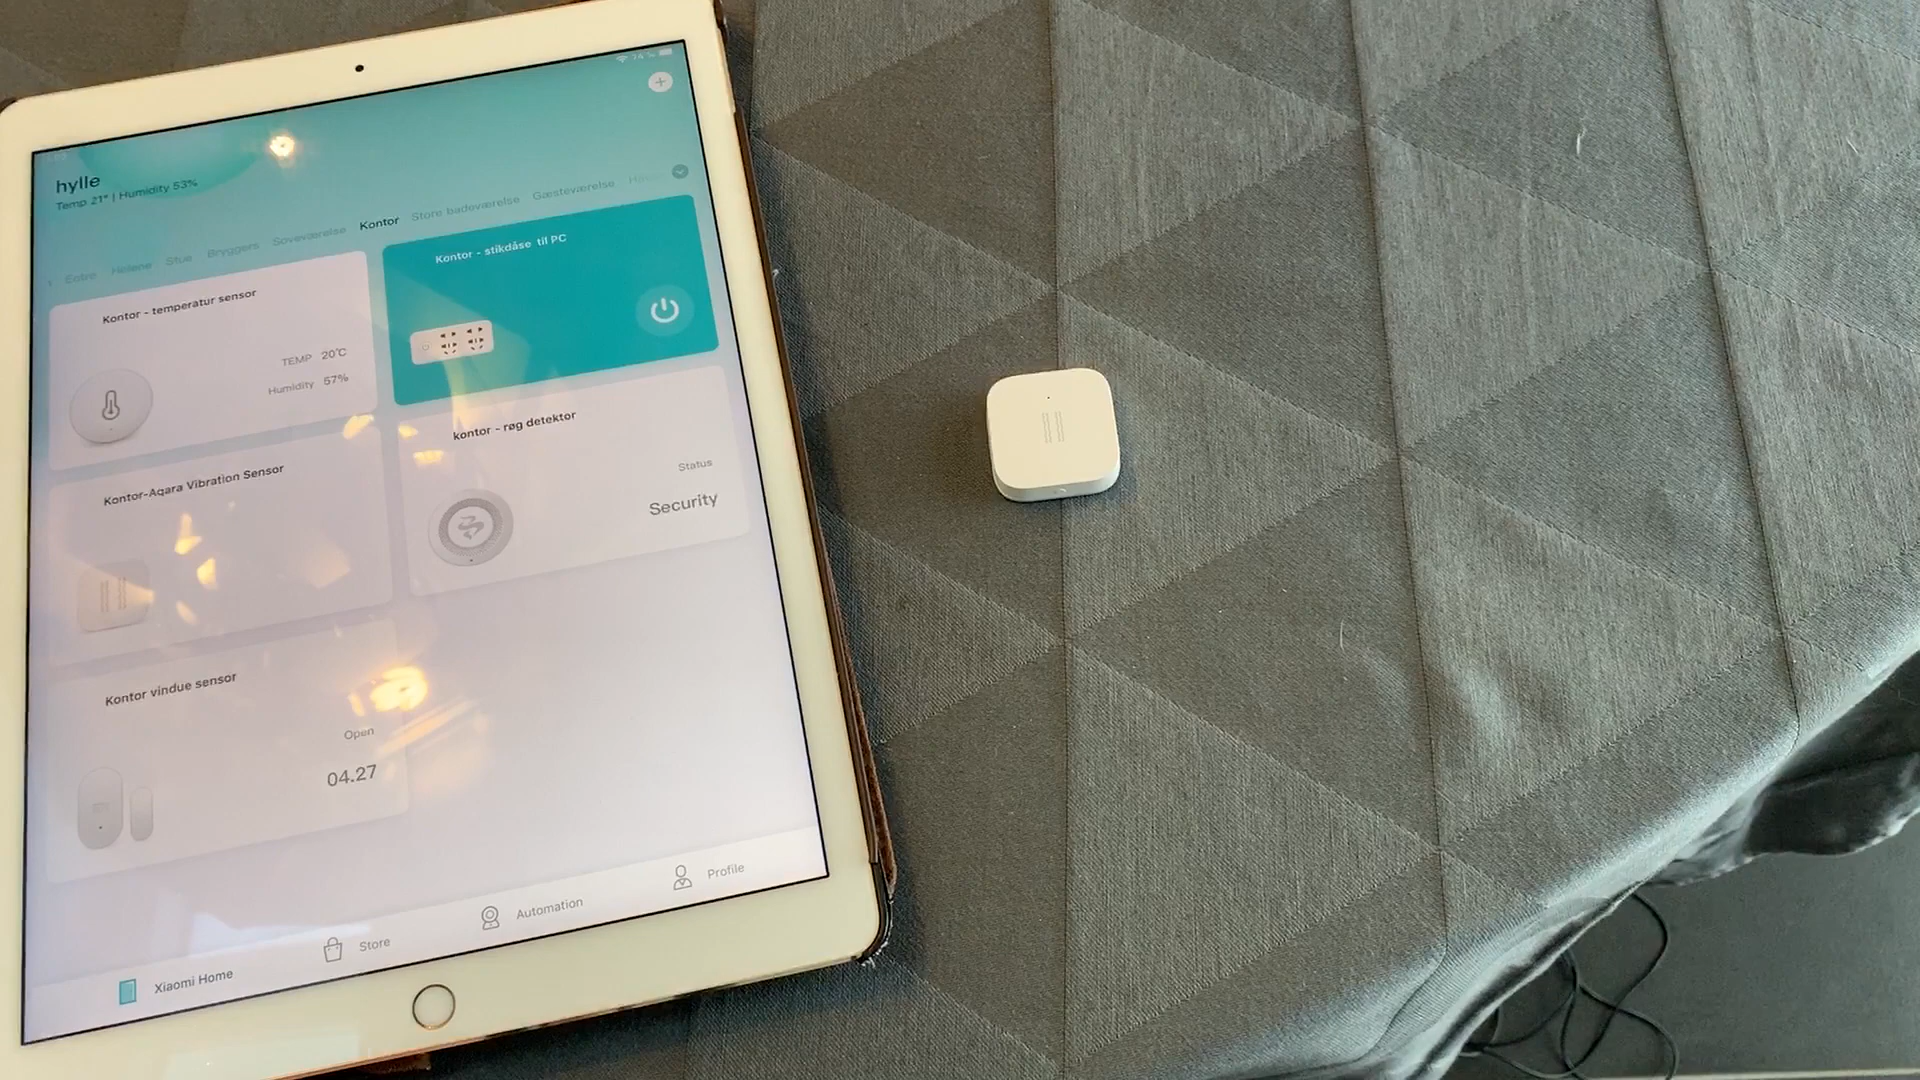 74 %
hylle
Temp 21° | Humidity 53%
Stue Bryggers Soveværelse Kontor Store badeværelse Gæsteværelse
Kontor - temperatur sensor
TEMP 20°C
Humidity 57%
Kontor - stikdåse til PC
Kontor-Aqara Vibration Sensor
kontor - røg detektor
Status
Security
Kontor vindue sensor
Open
04.27
Xiaomi Home
Store
Automation
Profile